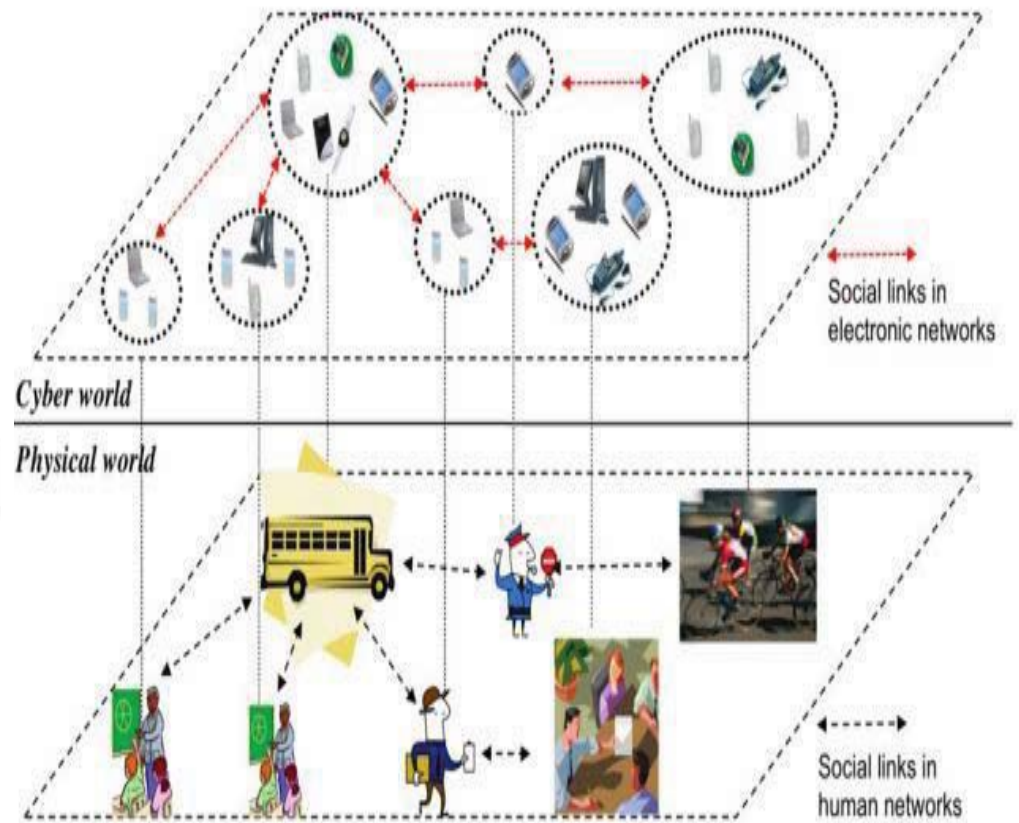 Social links in
electronic networks
Cyber world
Physical world
Social links in
human networks